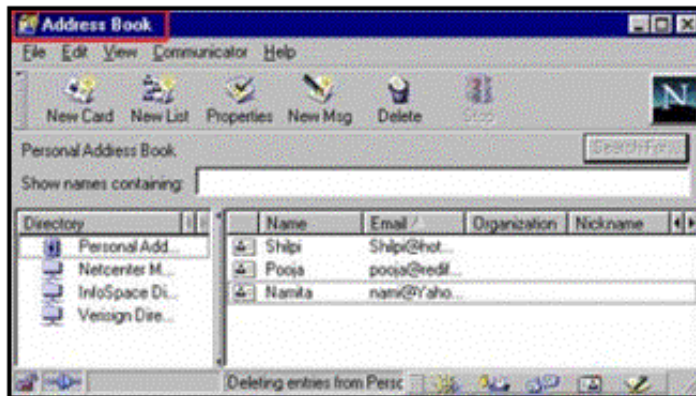 Address Book
File Edit View Communicator Help
N
New Card New List Properties New Msg Delete Stop
Personal Address Book Search For...
Show names containing:
Directory Name Email Organization Nickname
Personal Add... Shilpi Shilpi@hot...
Netcenter M... Pooja pooja@redif...
InfoSpace Di... Namita nami@Yaho...
Verisign Dire...
Deleting entries from Persc